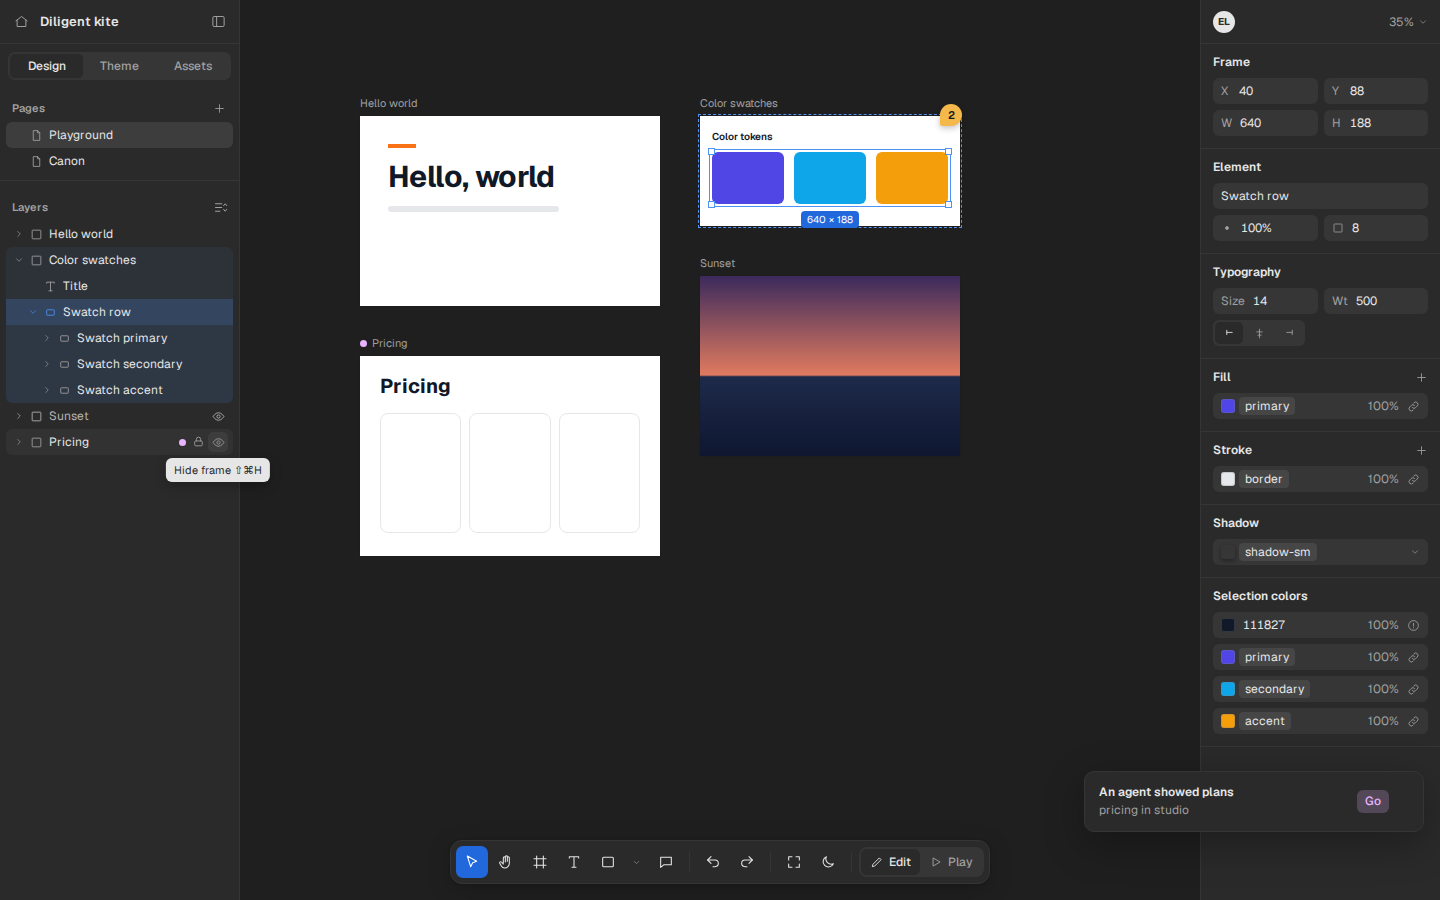 Diligent kite
Design
Theme
Assets
Pages
Playground
Canon
Layers
Hello world
Color swatches
Title
Swatch row
Swatch primary
Swatch secondary
Swatch accent
Sunset
Pricing
Hide frame ⇧⌘H
Hello world
Hello, world
Pricing
Pricing
Color swatches
2
Color tokens
640 × 188
Sunset
Edit
Play
EL
35%
Frame
X 40
Y 88
W 640
H 188
Element
Swatch row
100%
8
Typography
Size 14
Wt 500
Fill
primary 100%
Stroke
border 100%
Shadow
shadow-sm
Selection colors
111827 100%
primary 100%
secondary 100%
accent 100%
An agent showed plans
pricing in studio
Go